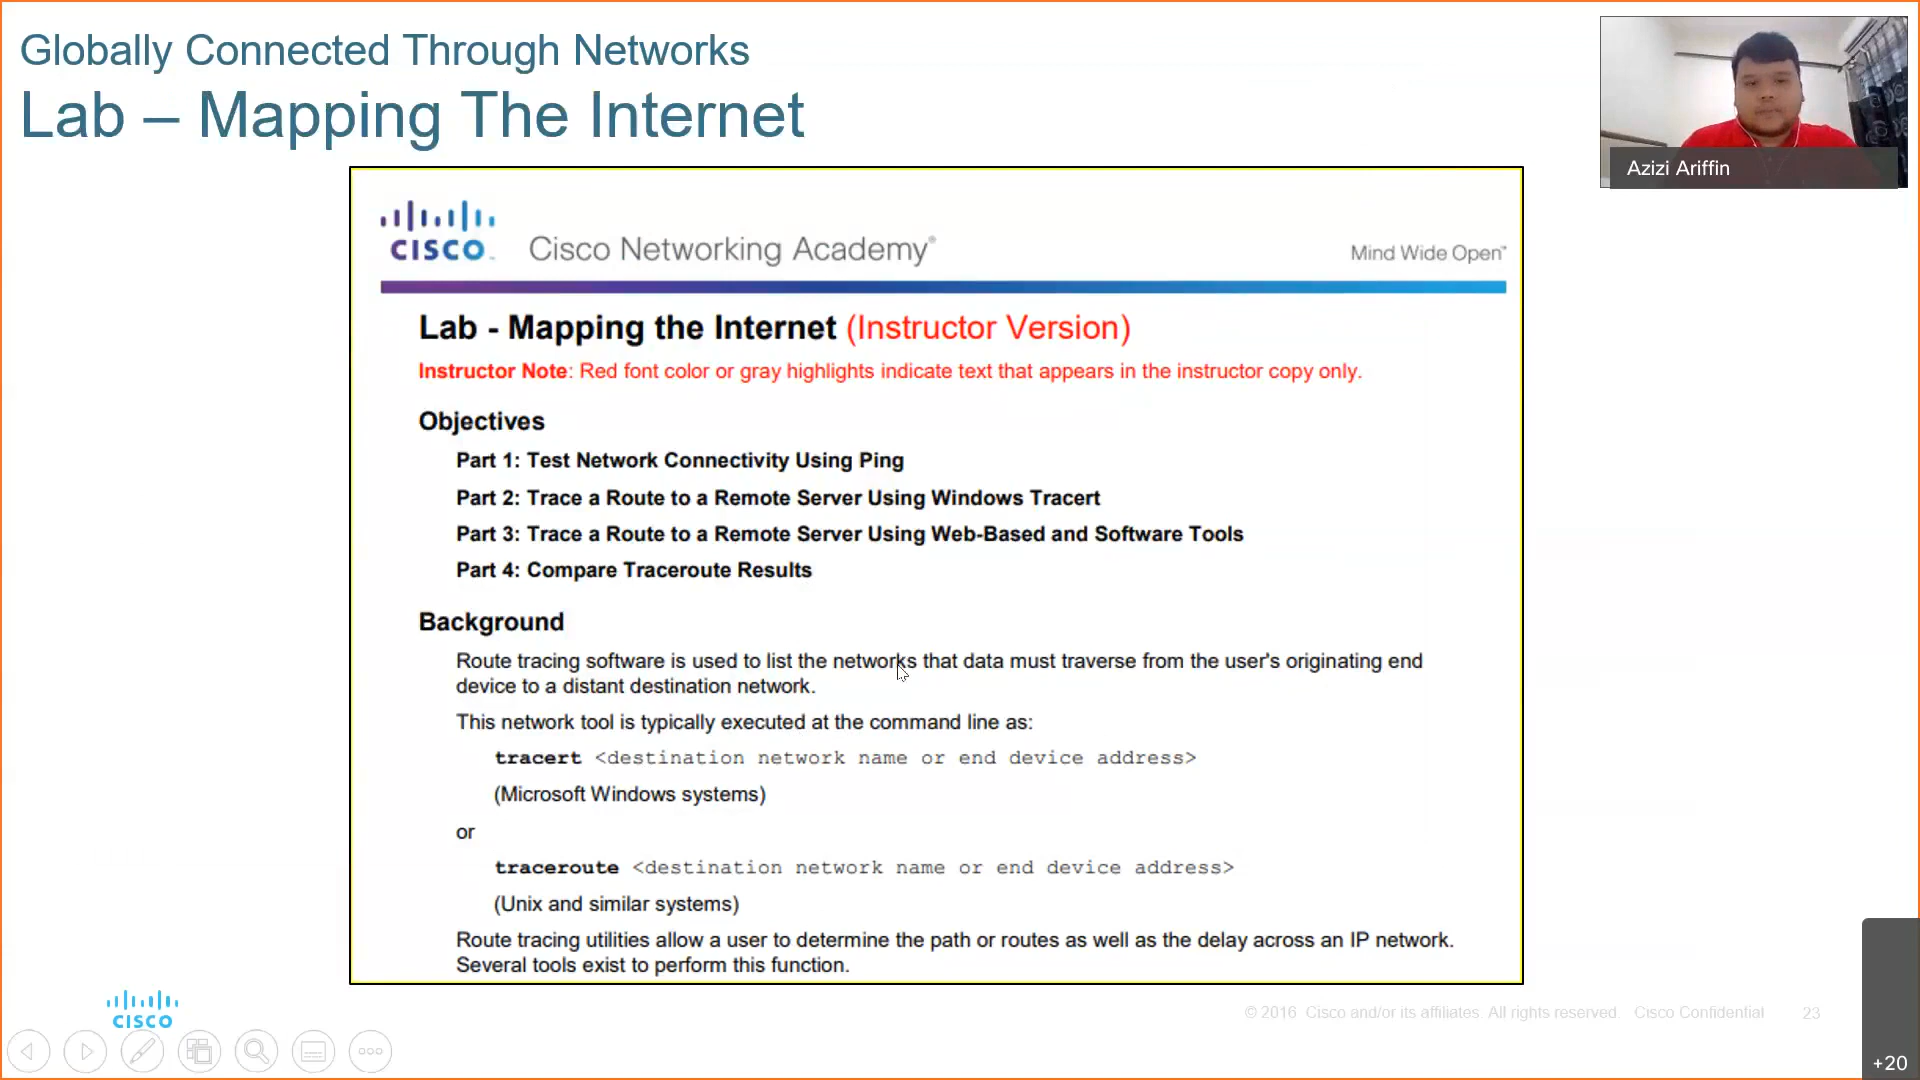 Globally Connected Through Networks
Lab – Mapping The Internet
Azizi Ariffin
CISCO™ Cisco Networking Academy® Mind Wide Open™
Lab - Mapping the Internet (Instructor Version)
Instructor Note: Red font color or gray highlights indicate text that appears in the instructor copy only.
Objectives
Part 1: Test Network Connectivity Using Ping
Part 2: Trace a Route to a Remote Server Using Windows Tracert
Part 3: Trace a Route to a Remote Server Using Web-Based and Software Tools
Part 4: Compare Traceroute Results
Background
Route tracing software is used to list the networks that data must traverse from the user's originating end
device to a distant destination network.
This network tool is typically executed at the command line as:
tracert <destination network name or end device address>
(Microsoft Windows systems)
or
traceroute <destination network name or end device address>
(Unix and similar systems)
Route tracing utilities allow a user to determine the path or routes as well as the delay across an IP network.
Several tools exist to perform this function.
CISCO
© 2016 Cisco and/or its affiliates. All rights reserved. Cisco Confidential 23
+20